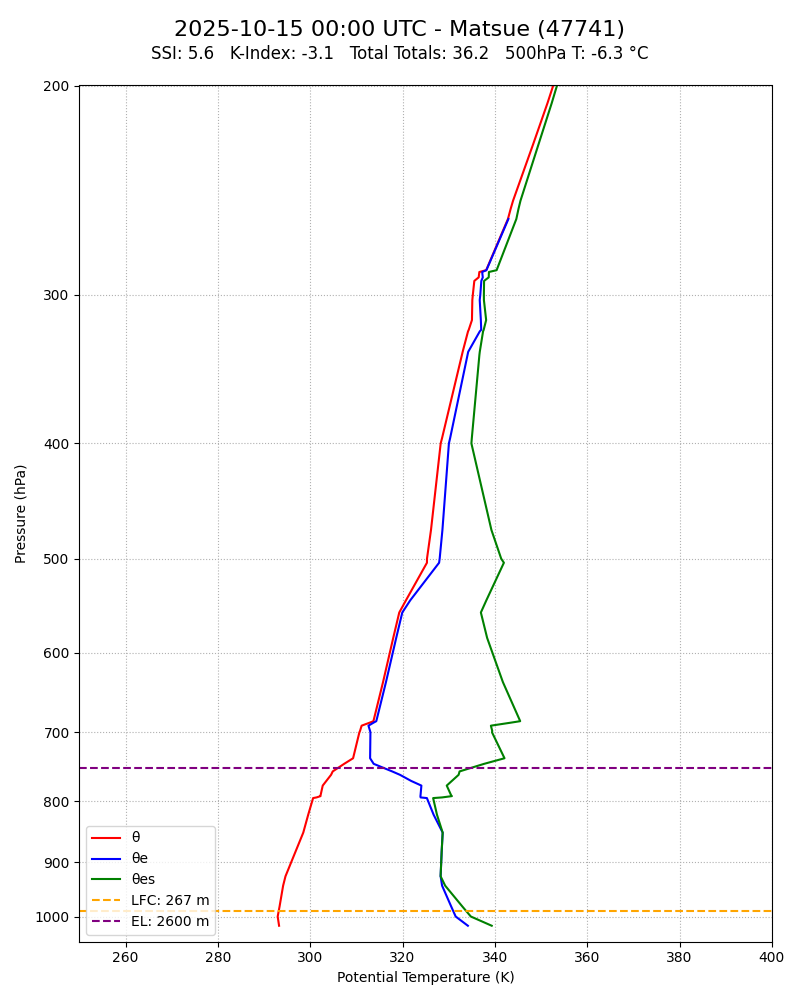 2025-10-15 00:00 UTC - Matsue (47741)
SSI: 5.6   K-Index: -3.1   Total Totals: 36.2   500hPa T: -6.3 °C
200
300
400
500
600
700
800
900
1000
Pressure (hPa)
θ
θe
θes
LFC: 267 m
EL: 2600 m
260 280 300 320 340 360 380 400
Potential Temperature (K)